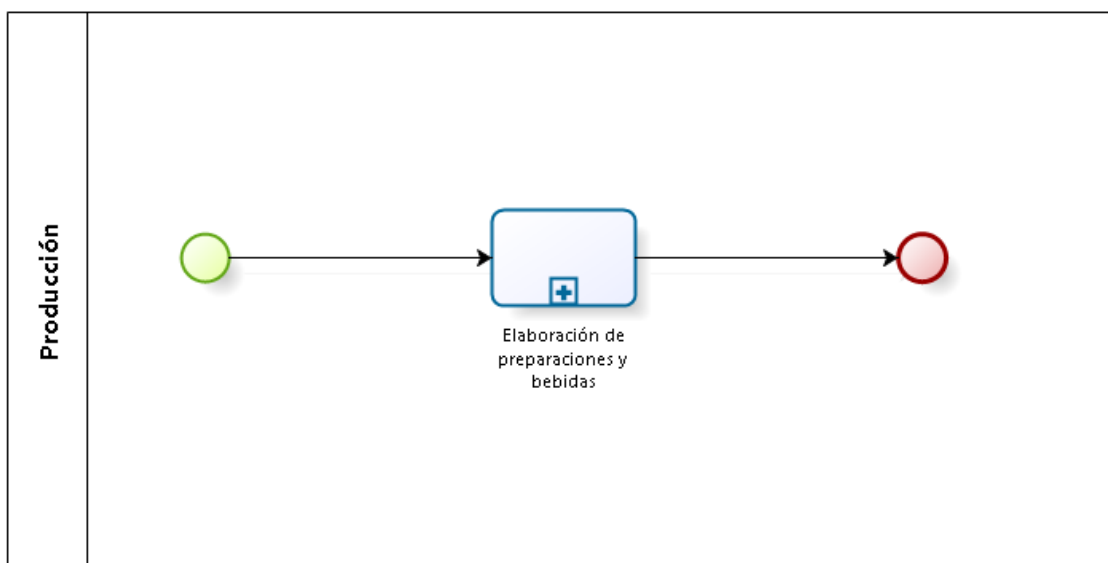 Producción
Elaboración de
preparaciones y
bebidas